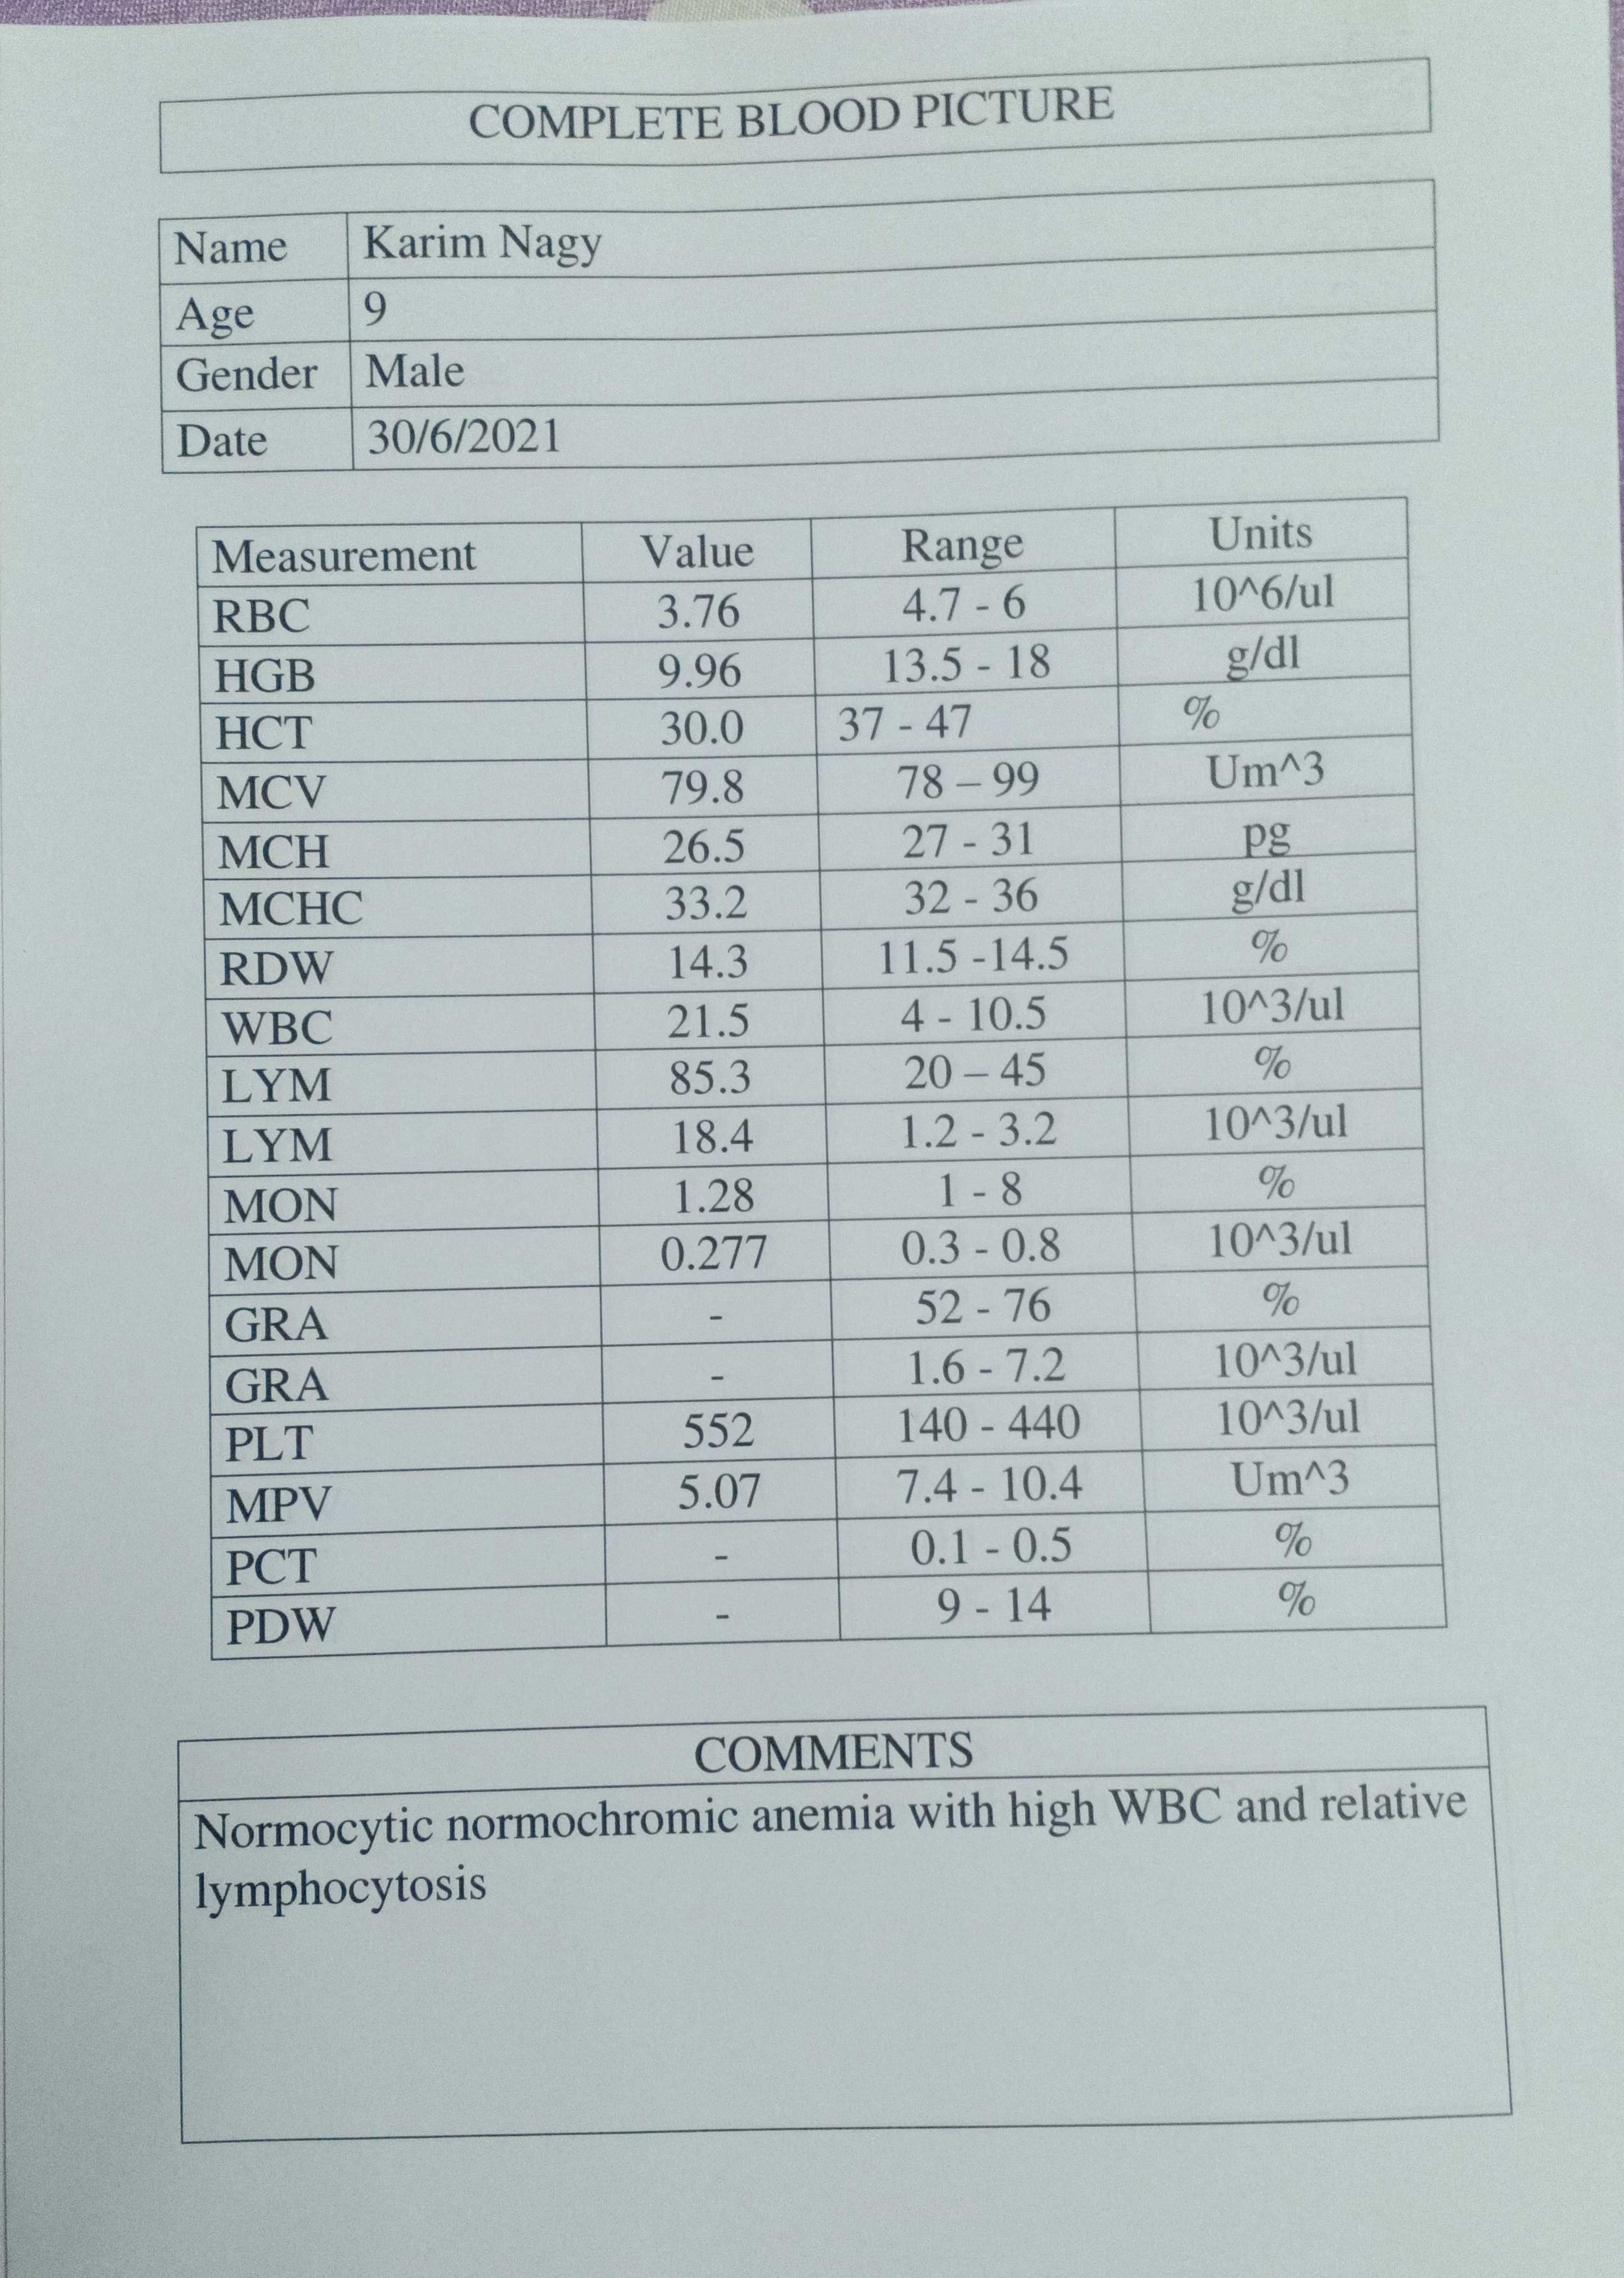 COMPLETE BLOOD PICTURE
Name Karim Nagy
Age 9
Gender Male
Date 30/6/2021
Measurement Value Range Units
RBC 3.76 4.7 - 6 10^6/ul
HGB 9.96 13.5 - 18 g/dl
HCT 30.0 37 - 47 %
MCV 79.8 78 – 99 Um^3
MCH 26.5 27 - 31 pg
MCHC 33.2 32 - 36 g/dl
RDW 14.3 11.5 -14.5 %
WBC 21.5 4 - 10.5 10^3/ul
LYM 85.3 20 – 45 %
LYM 18.4 1.2 - 3.2 10^3/ul
MON 1.28 1 - 8 %
MON 0.277 0.3 - 0.8 10^3/ul
GRA - 52 - 76 %
GRA - 1.6 - 7.2 10^3/ul
PLT 552 140 - 440 10^3/ul
MPV 5.07 7.4 - 10.4 Um^3
PCT - 0.1 - 0.5 %
PDW - 9 - 14 %
COMMENTS
Normocytic normochromic anemia with high WBC and relative
lymphocytosis